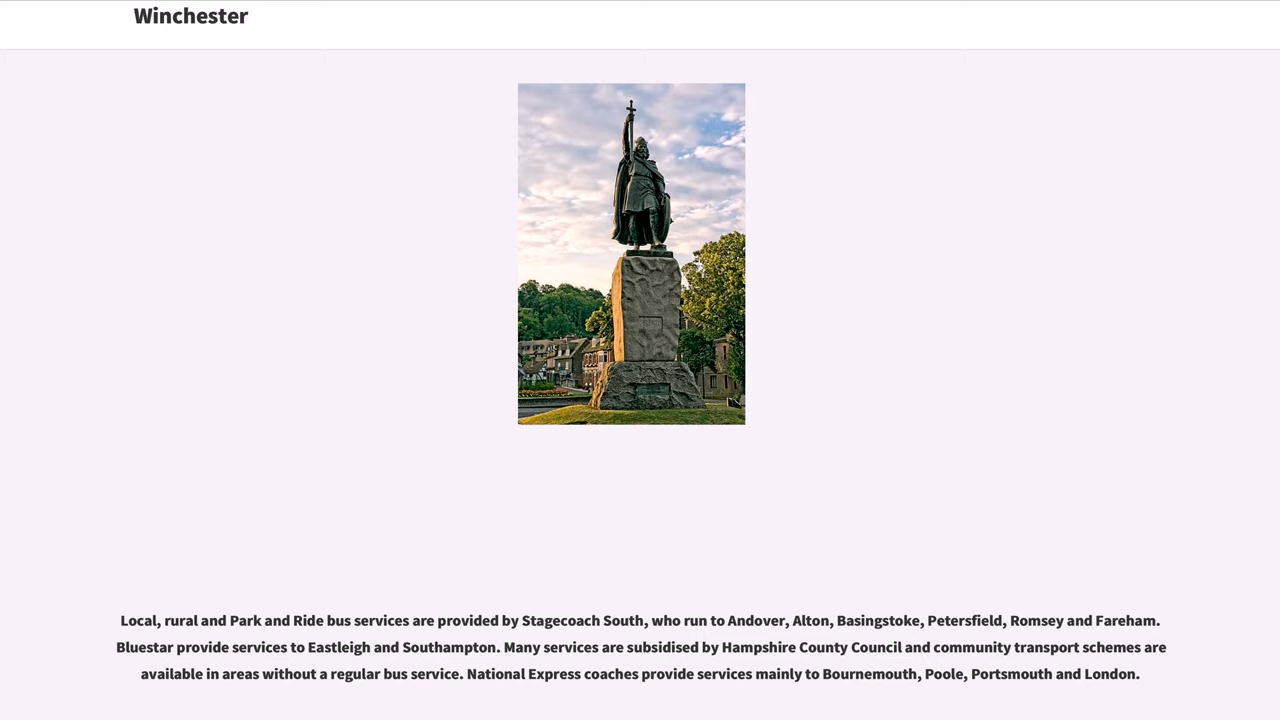 Winchester
Local, rural and Park and Ride bus services are provided by Stagecoach South, who run to Andover, Alton, Basingstoke, Petersfield, Romsey and Fareham.
Bluestar provide services to Eastleigh and Southampton. Many services are subsidised by Hampshire County Council and community transport schemes are
available in areas without a regular bus service. National Express coaches provide services mainly to Bournemouth, Poole, Portsmouth and London.